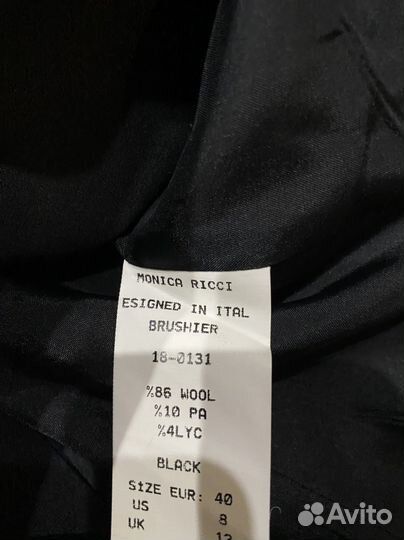 MONICA RICCI
ESIGNED IN ITAL
BRUSHIER
18-0131
%86 WOOL
%10 PA
%4LYC
BLACK
SIZE EUR: 40
US 8
UK 12
Avito